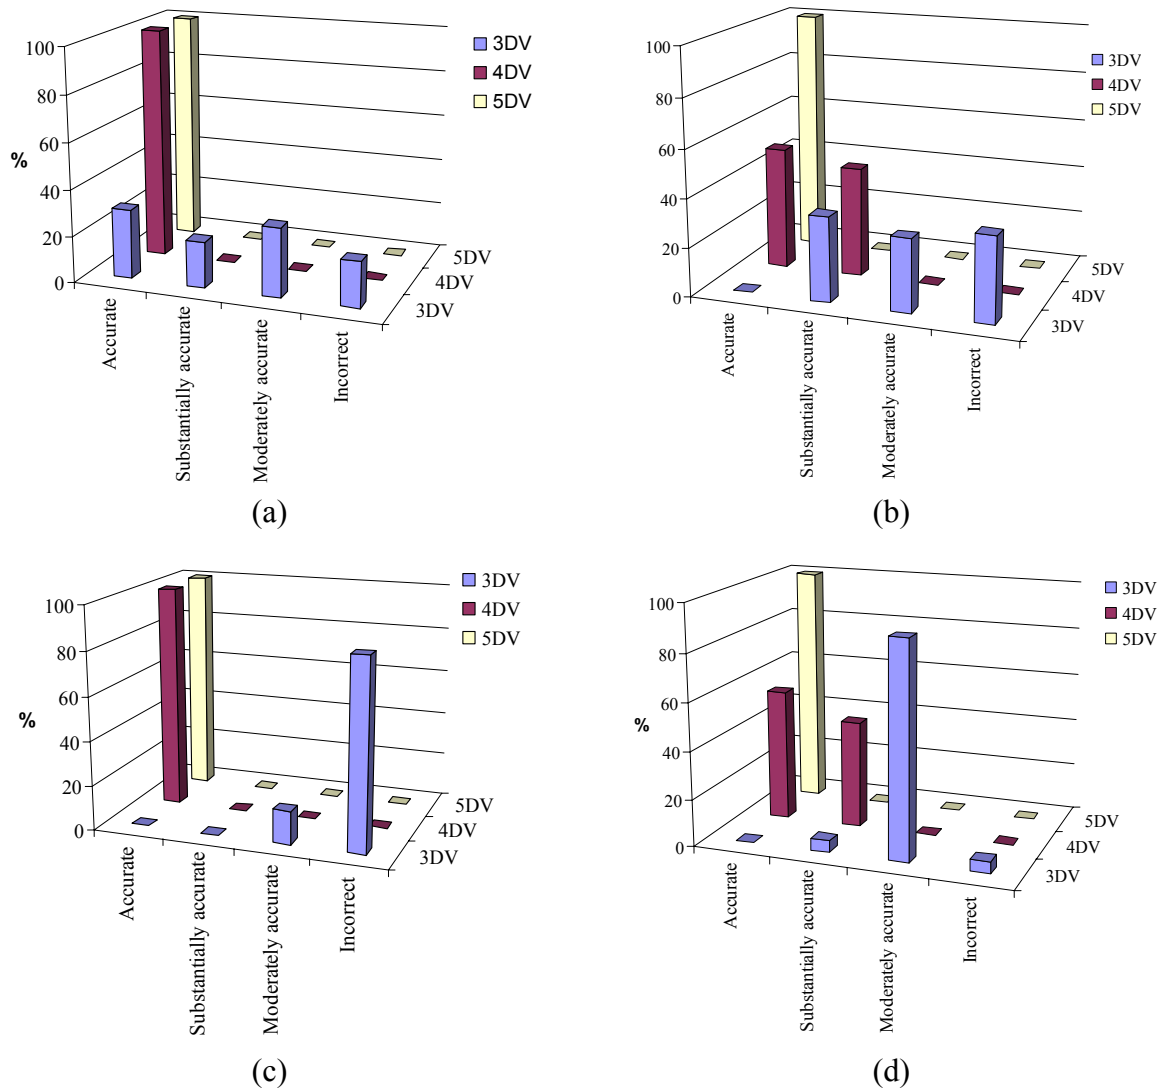 100
80
60
40
20
0
%
3DV
4DV
5DV
5DV
4DV
3DV
Accurate
Substantially accurate
Moderately accurate
Incorrect
(a)
100
80
60
40
20
0
3DV
4DV
5DV
5DV
4DV
3DV
Accurate
Substantially accurate
Moderately accurate
Incorrect
(b)
100
80
60
40
20
0
%
3DV
4DV
5DV
5DV
4DV
3DV
Accurate
Substantially accurate
Moderately accurate
Incorrect
(c)
100
80
60
40
20
0
%
3DV
4DV
5DV
5DV
4DV
3DV
Accurate
Substantially accurate
Moderately accurate
Incorrect
(d)